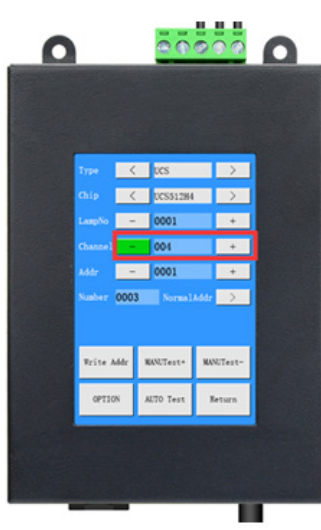 Type < UCS >
Chip < UCS512H4 >
LampNo - 0001 +
Channel - 004 +
Addr - 0001 +
Number 0003 NormalAddr >
Write Addr MANUTest+ MANUTest-
OPTION AUTO Test Return